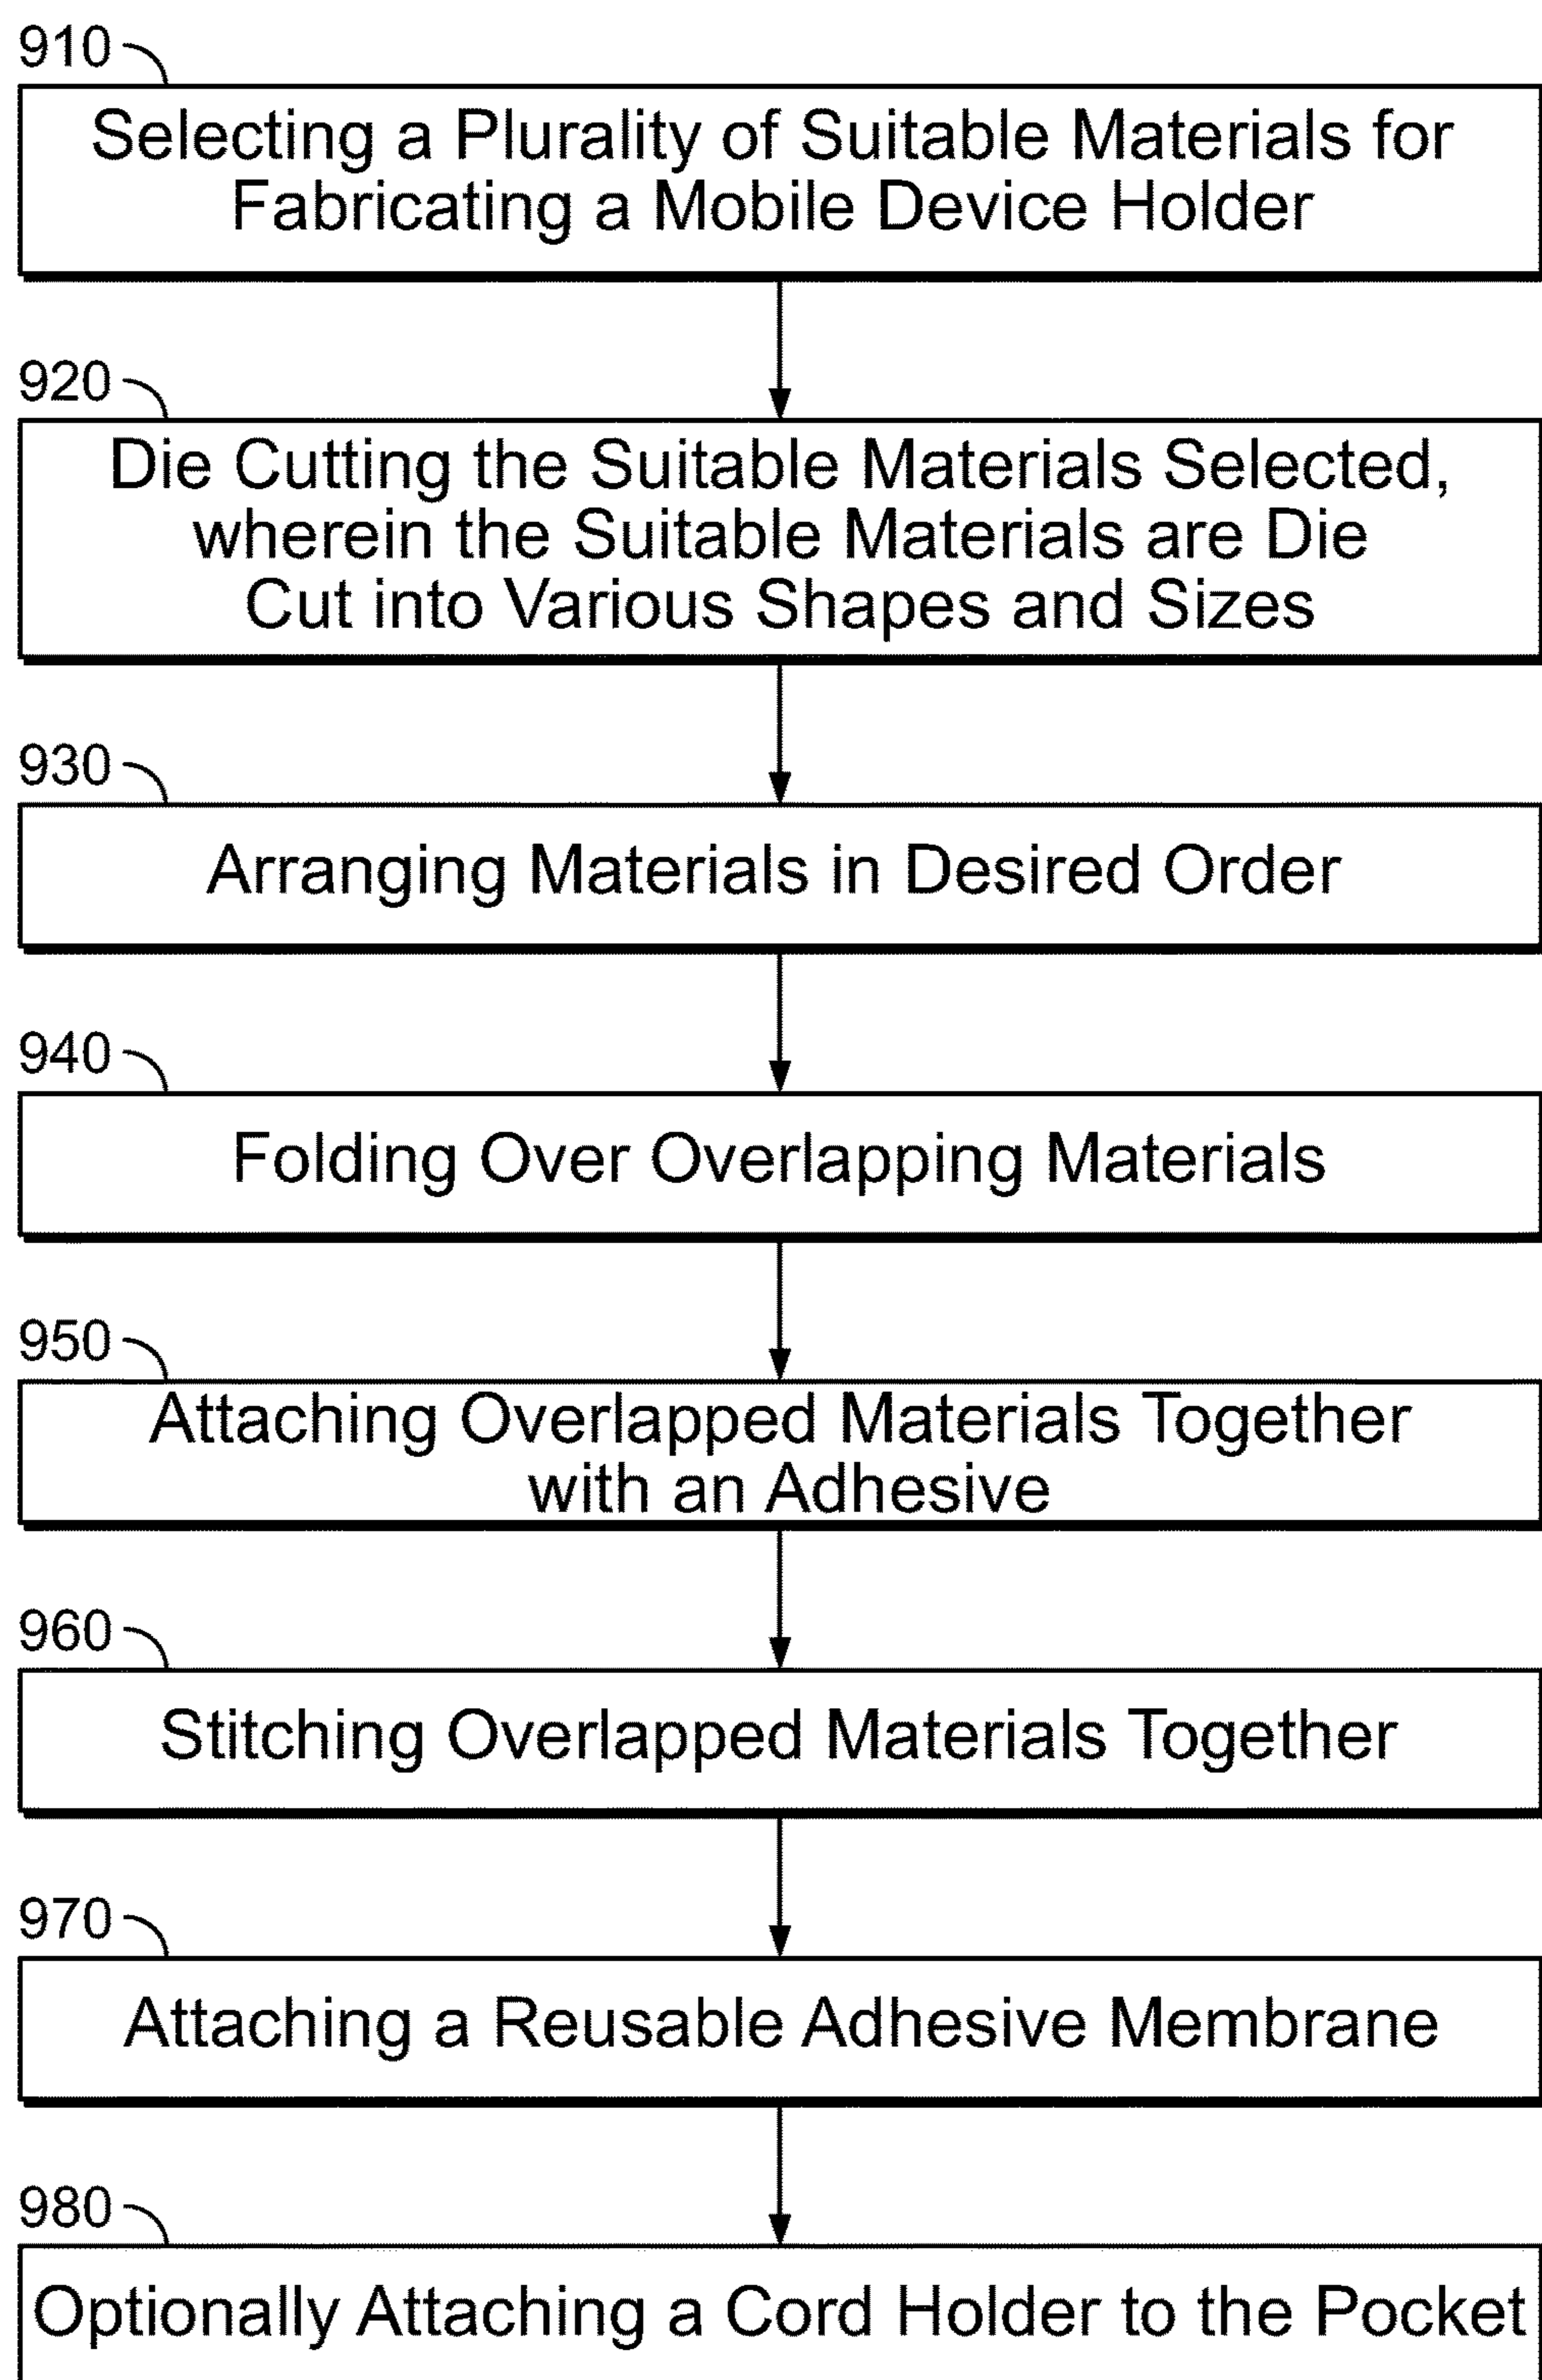 910
Selecting a Plurality of Suitable Materials for
Fabricating a Mobile Device Holder
920
Die Cutting the Suitable Materials Selected,
wherein the Suitable Materials are Die
Cut into Various Shapes and Sizes
930
Arranging Materials in Desired Order
940
Folding Over Overlapping Materials
950
Attaching Overlapped Materials Together
with an Adhesive
960
Stitching Overlapped Materials Together
970
Attaching a Reusable Adhesive Membrane
980
Optionally Attaching a Cord Holder to the Pocket